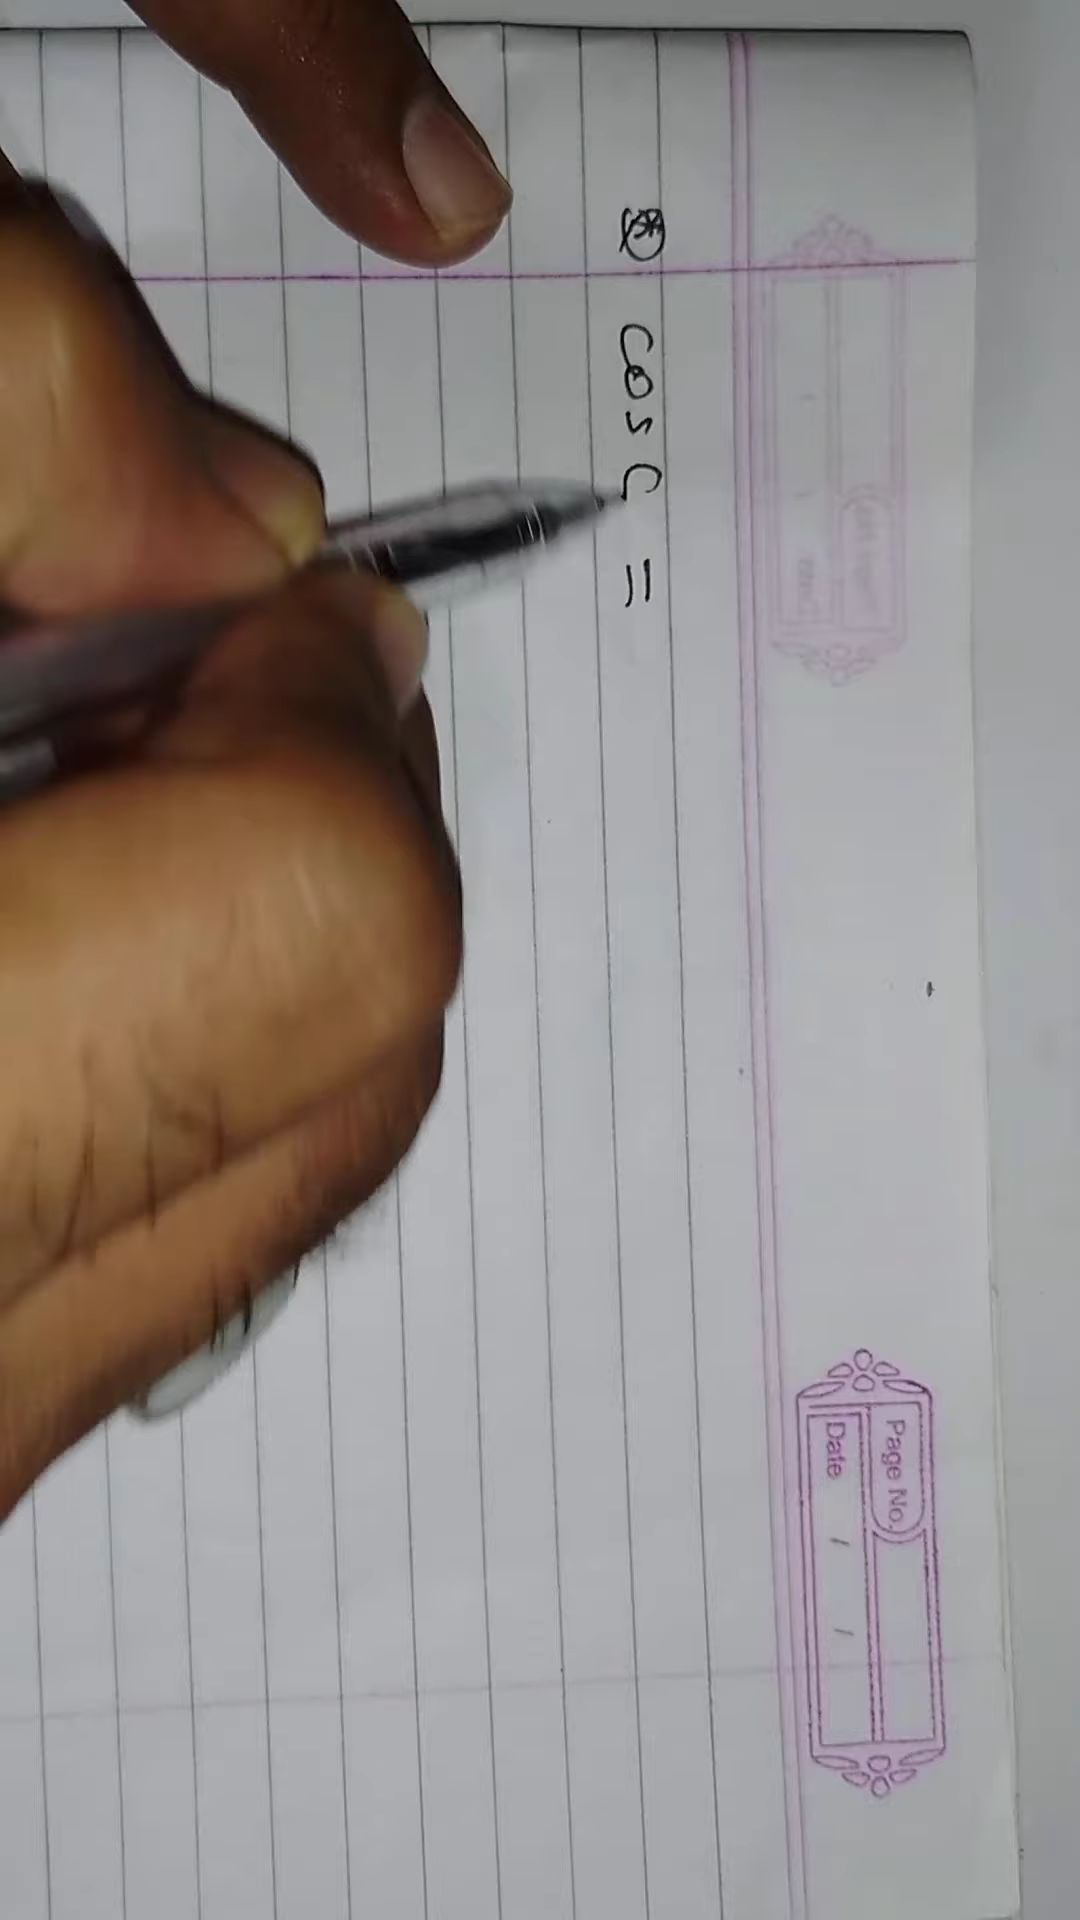 Page No.
Date / /
⊛ cos C =